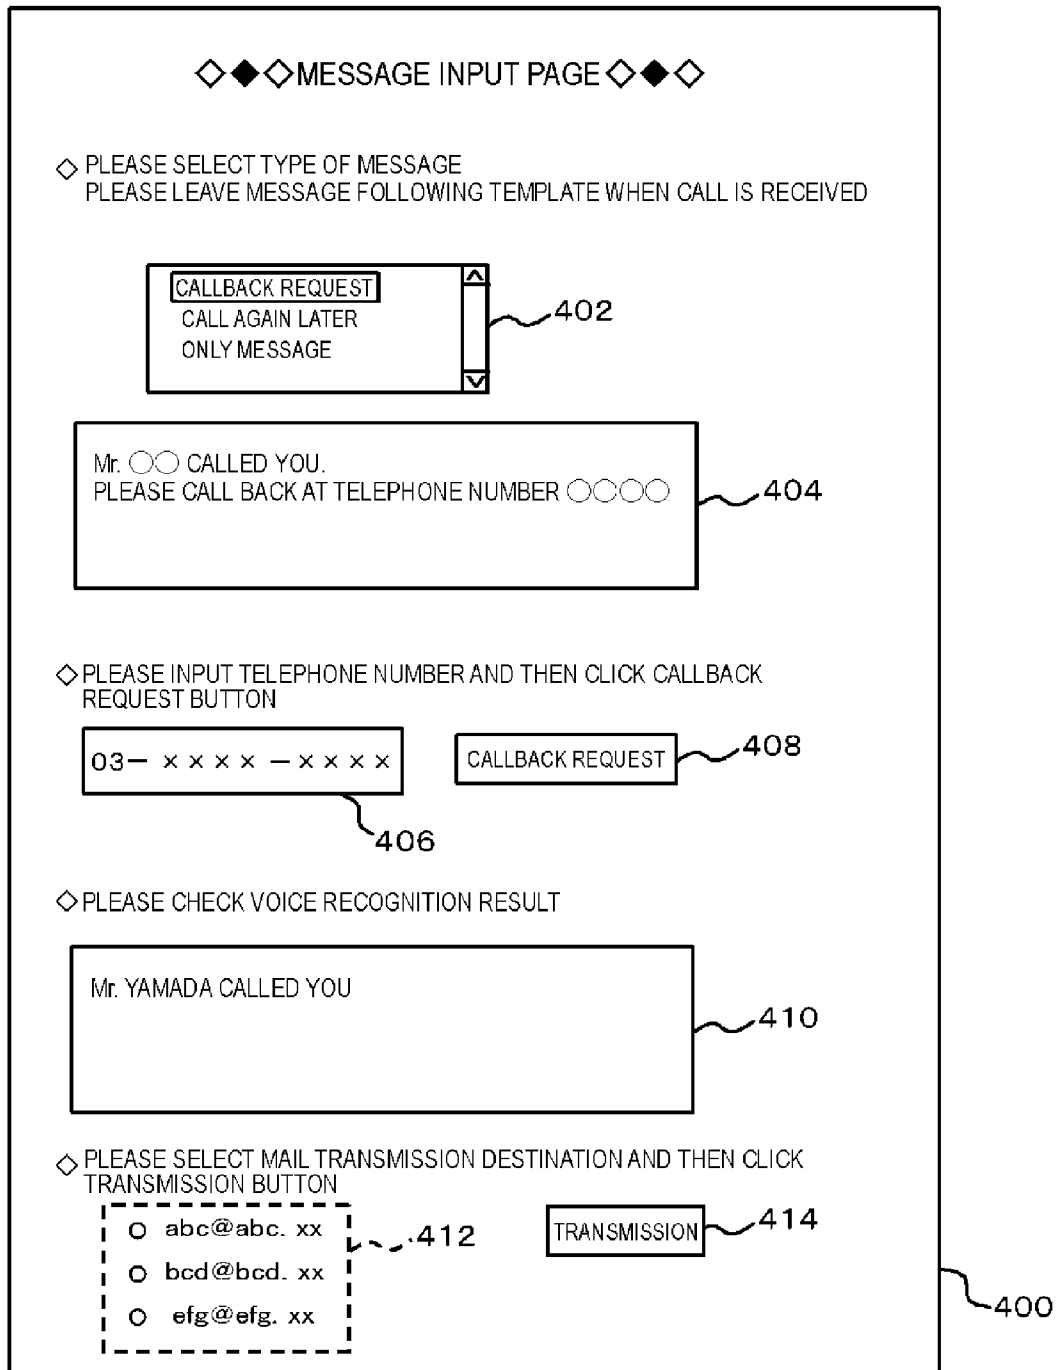 ◇◆◇MESSAGE INPUT PAGE◇◆◇
◇ PLEASE SELECT TYPE OF MESSAGE
PLEASE LEAVE MESSAGE FOLLOWING TEMPLATE WHEN CALL IS RECEIVED
CALLBACK REQUEST
CALL AGAIN LATER
ONLY MESSAGE
402
Mr. ○○ CALLED YOU.
PLEASE CALL BACK AT TELEPHONE NUMBER ○○○○
404
◇ PLEASE INPUT TELEPHONE NUMBER AND THEN CLICK CALLBACK
REQUEST BUTTON
03- ×××× -××××
406
CALLBACK REQUEST
408
◇ PLEASE CHECK VOICE RECOGNITION RESULT
Mr. YAMADA CALLED YOU
410
◇ PLEASE SELECT MAIL TRANSMISSION DESTINATION AND THEN CLICK
TRANSMISSION BUTTON
○ abc@abc. xx
○ bcd@bcd. xx
○ efg@efg. xx
412
TRANSMISSION
414
400